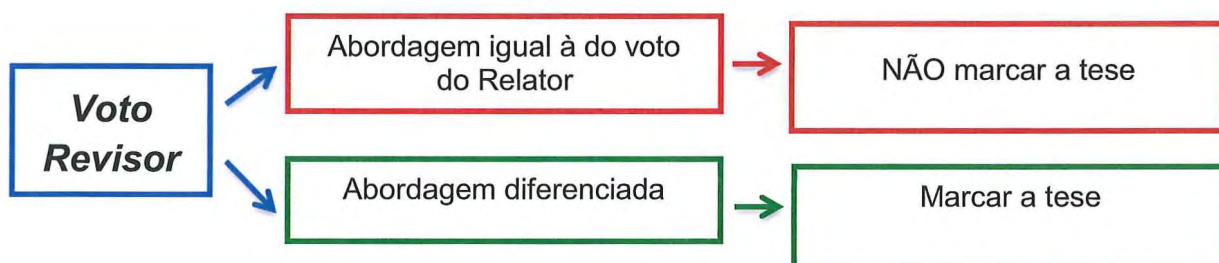 Voto
Revisor
Abordagem igual à do voto
do Relator
NÃO marcar a tese
Abordagem diferenciada
Marcar a tese